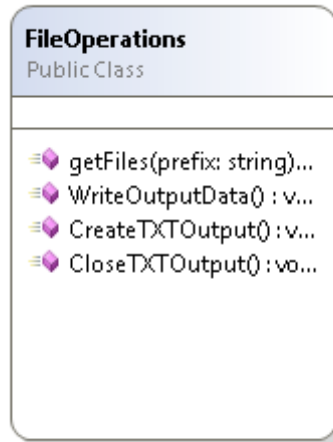 FileOperations
Public Class
getFiles(prefix: string)...
WriteOutputData() : v...
CreateTXTOutput() : v...
CloseTXTOutput() : vo...